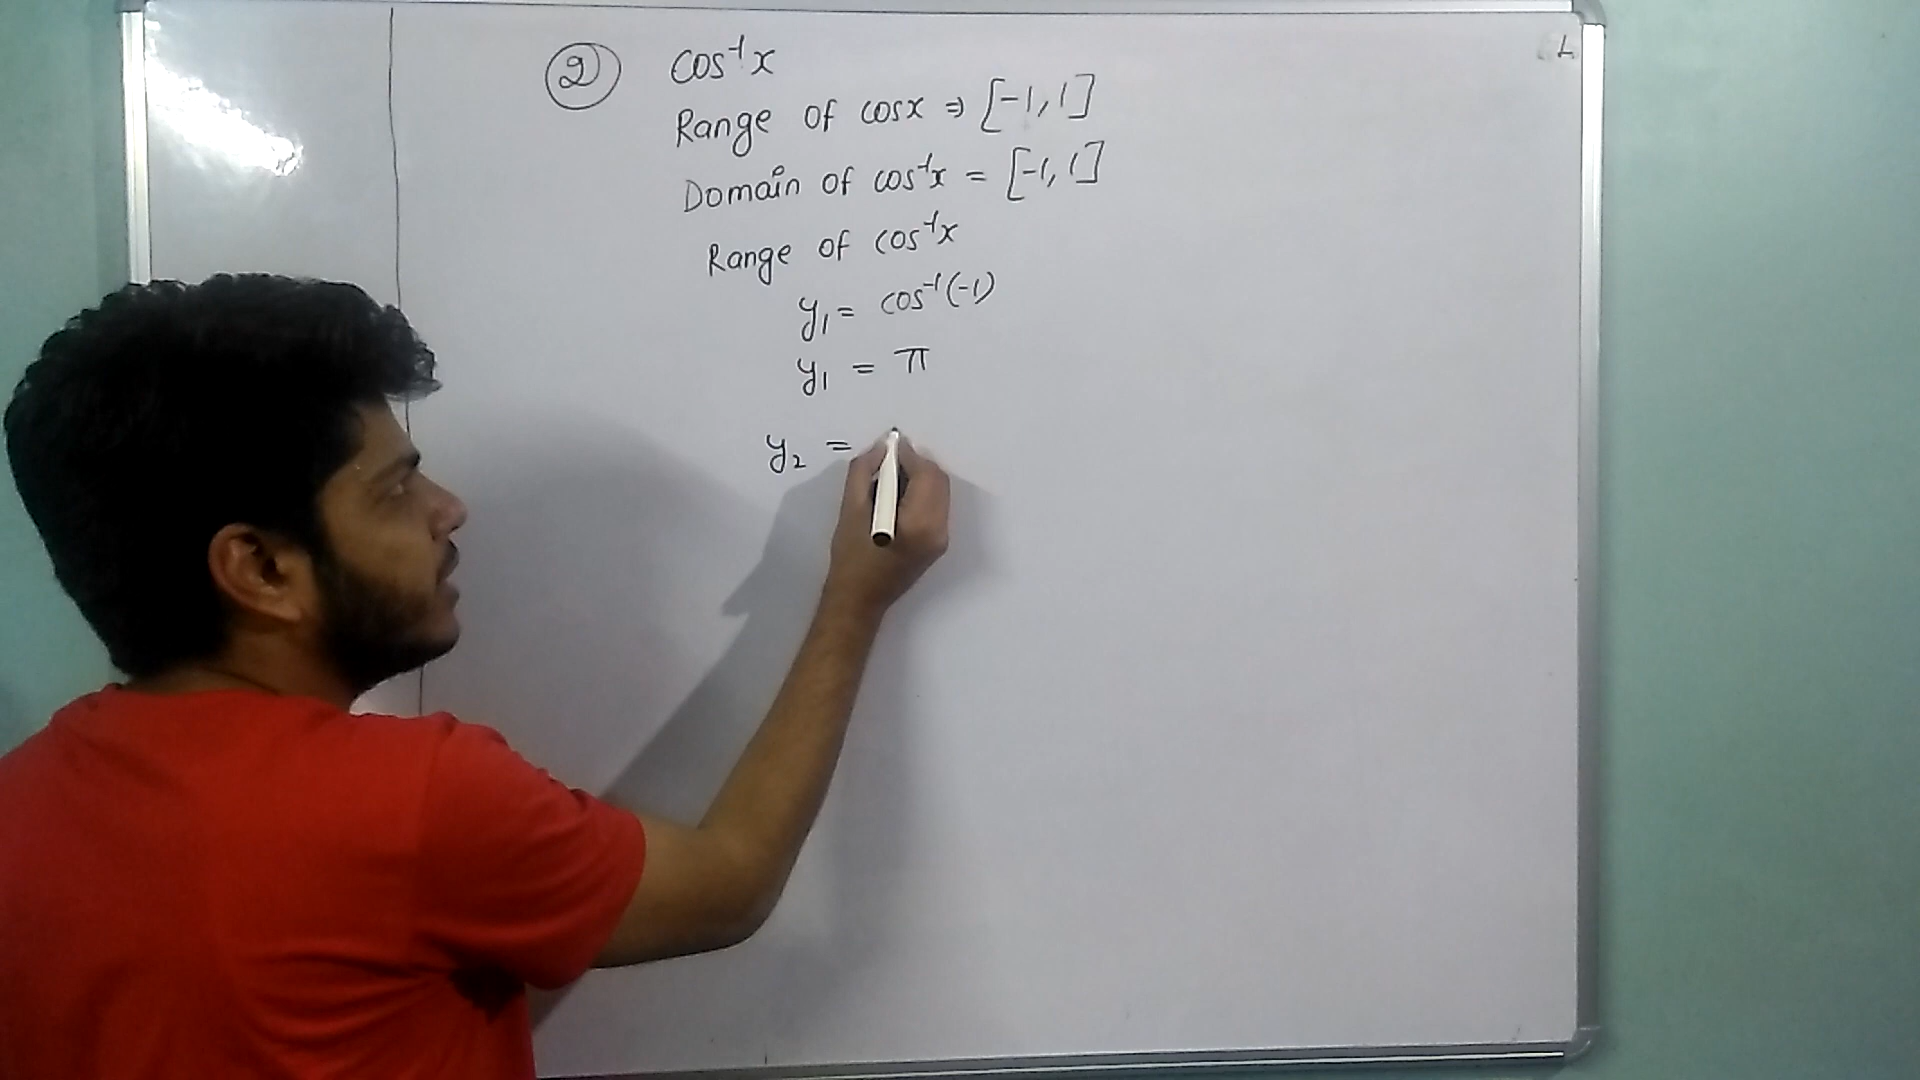 ② cos⁻¹x
Range of cosx ⇒ [-1, 1]
Domain of cos⁻¹x = [-1, 1]
Range of cos⁻¹x
y₁ = cos⁻¹(-1)
y₁ = π
y₂ =